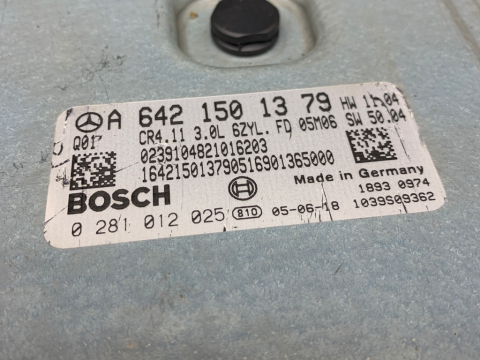 A 642 150 13 79 HW 11.04
Q01 CR4.11 3.0L 6ZYL. FD 05M06 SW 50.04
0239104821016203
164215013790516901365000
BOSCH Made in Germany
0 281 012 025 810 05-06-18 1893 0974
1039S09362